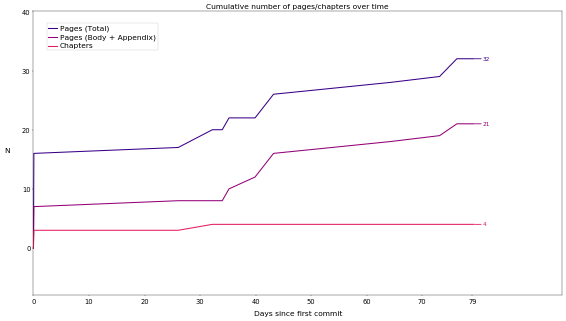 Cumulative number of pages/chapters over time
40
Pages (Total)
Pages (Body + Appendix)
Chapters
30
32
20
21
N
10
4
0
0 10 20 30 40 50 60 70 79
Days since first commit